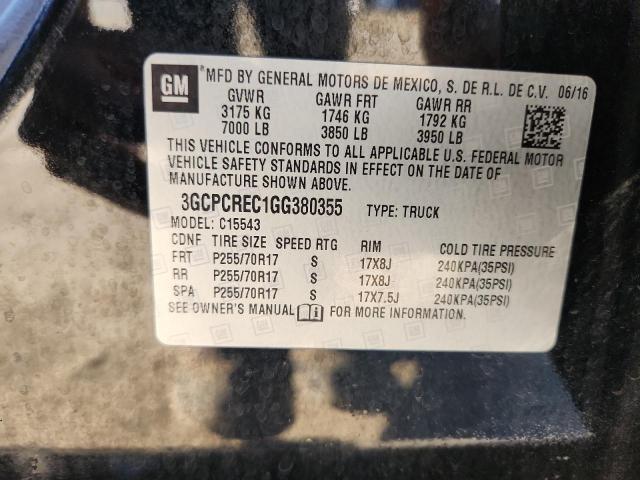 GM
MFD BY GENERAL MOTORS DE MEXICO, S. DE R.L. DE C.V. 06/16
GVWR GAWR FRT GAWR RR
3175 KG 1746 KG 1792 KG
7000 LB 3850 LB 3950 LB
THIS VEHICLE CONFORMS TO ALL APPLICABLE U.S. FEDERAL MOTOR
VEHICLE SAFETY STANDARDS IN EFFECT ON THE DATE OF
MANUFACTURE SHOWN ABOVE.
3GCPCREC1GG380355 TYPE: TRUCK
MODEL: C15543
CDNF TIRE SIZE SPEED RTG RIM COLD TIRE PRESSURE
FRT P255/70R17 S 17X8J 240KPA(35PSI)
RR P255/70R17 S 17X8J 240KPA(35PSI)
SPA P255/70R17 S 17X7.5J 240KPA(35PSI)
SEE OWNER'S MANUAL FOR MORE INFORMATION.